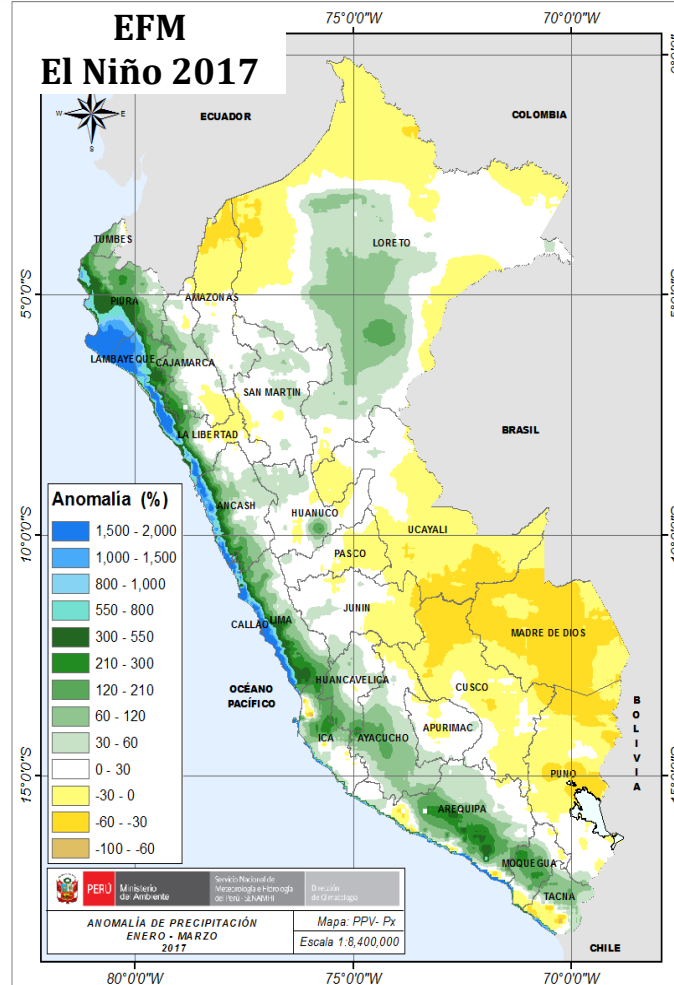 EFM
El Niño 2017
75°0'0"W
70°0'0"W
N
W
E
S
ECUADOR
COLOMBIA
TUMBES
LORETO
5°0'0"S
PIURA
AMAZONAS
LAMBAYEQUE
CAJAMARCA
SAN MARTIN
LA LIBERTAD
BRASIL
Anomalía (%)
1,500 - 2,000
1,000 - 1,500
800 - 1,000
550 - 800
300 - 550
210 - 300
120 - 210
60 - 120
30 - 60
0 - 30
-30 - 0
-60 - -30
-100 - -60
ANCASH
HUANUCO
UCAYALI
10°0'0"S
PASCO
JUNIN
CALLAO
LIMA
MADRE DE DIOS
HUANCAVELICA
CUSCO
OCÉANO
PACÍFICO
BOLIVIA
ICA
AYACUCHO
APURIMAC
15°0'0"S
PUNO
AREQUIPA
MOQUEGUA
TACNA
CHILE
PERÚ
Ministerio
del Ambiente
Servicio Nacional de
Meteorología e Hidrología
del Perú - SENAMHI
Dirección
de Climatología
ANOMALÍA DE PRECIPITACIÓN
ENERO - MARZO
2017
Mapa: PPV- Px
Escala 1:8,400,000
80°0'0"W
75°0'0"W
70°0'0"W